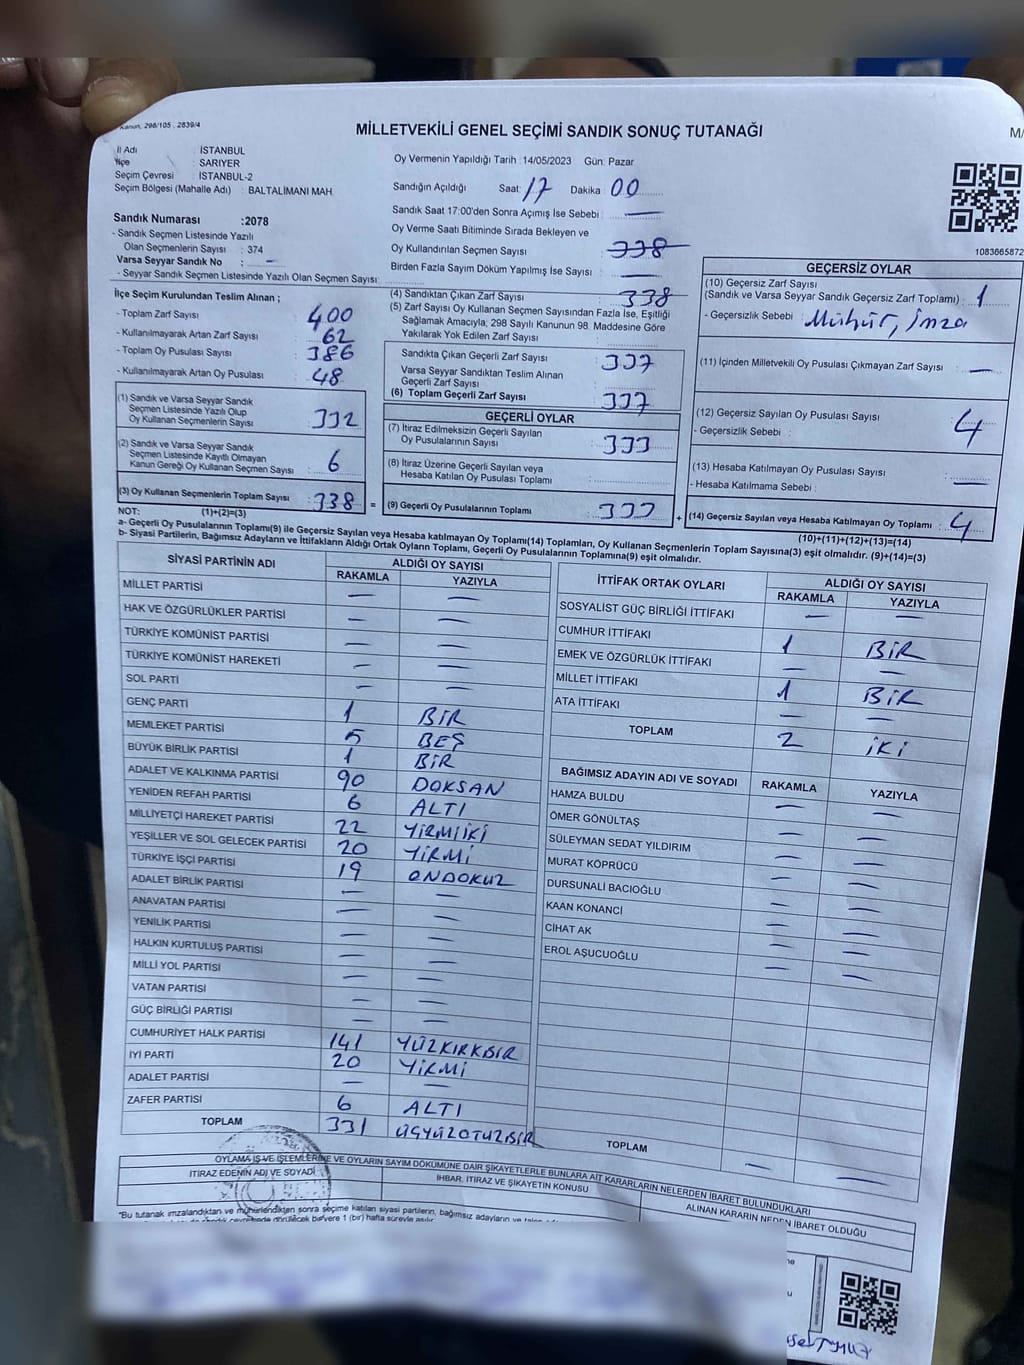 Kanun, 298/105, 2839/4
MİLLETVEKİLİ GENEL SEÇİMİ SANDIK SONUÇ TUTANAĞI
M/
İl Adı : İSTANBUL
İlçe : SARIYER
Seçim Çevresi : İSTANBUL-2
Seçim Bölgesi (Mahalle Adı) : BALTALİMANI MAH.
Oy Vermenin Yapıldığı Tarih : 14/05/2023 Gün: Pazar
Sandığın Açıldığı Saat: 17 Dakika 00
Sandık Saat 17:00'den Sonra Açımış İse Sebebi : —
Oy Verme Saati Bitiminde Sırada Bekleyen ve
Oy Kullandırılan Seçmen Sayısı 338
Birden Fazla Sayım Döküm Yapılmış İse Sayısı : —
1083665872
Sandık Numarası :2078
- Sandık Seçmen Listesinde Yazılı
Olan Seçmenlerin Sayısı : 374
Varsa Seyyar Sandık No : —
- Seyyar Sandık Seçmen Listesinde Yazılı Olan Seçmen Sayısı :
İlçe Seçim Kurulundan Teslim Alınan ;
- Toplam Zarf Sayısı : 400
- Kullanılmayarak Artan Zarf Sayısı : 62
- Toplam Oy Pusulası Sayısı : 386
- Kullanılmayarak Artan Oy Pusulası : 48
(1) Sandık ve Varsa Seyyar Sandık
Seçmen Listesinde Yazılı Olup
Oy Kullanan Seçmenlerin Sayısı : 332
(2) Sandık ve Varsa Seyyar Sandık
Seçmen Listesinde Kayıtlı Olmayan
Kanun Gereği Oy Kullanan Seçmen Sayısı : 6
(3) Oy Kullanan Seçmenlerin Toplam Sayısı : 338 =
(4) Sandıktan Çıkan Zarf Sayısı : 338
(5) Zarf Sayısı Oy Kullanan Seçmen Sayısından Fazla İse, Eşitliği
Sağlamak Amacıyla; 298 Sayılı Kanunun 98. Maddesine Göre
Yakılarak Yok Edilen Zarf Sayısı :
Sandıkta Çıkan Geçerli Zarf Sayısı : 337
Varsa Seyyar Sandıktan Teslim Alınan
Geçerli Zarf Sayısı :
(6) Toplam Geçerli Zarf Sayısı : 337
GEÇERLİ OYLAR
(7) İtiraz Edilmeksizin Geçerli Sayılan
Oy Pusulalarının Sayısı : 333
(8) İtiraz Üzerine Geçerli Sayılan veya
Hesaba Katılan Oy Pusulası Toplamı :
(9) Geçerli Oy Pusulalarının Toplamı : 333 +
GEÇERSİZ OYLAR
(10) Geçersiz Zarf Sayısı
(Sandık ve Varsa Seyyar Sandık Geçersiz Zarf Toplamı) : 1
- Geçersizlik Sebebi : Mühür, imza
(11) İçinden Milletvekili Oy Pusulası Çıkmayan Zarf Sayısı : —
(12) Geçersiz Sayılan Oy Pusulası Sayısı : 4
- Geçersizlik Sebebi :
(13) Hesaba Katılmayan Oy Pusulası Sayısı : —
- Hesaba Katılmama Sebebi :
(14) Geçersiz Sayılan veya Hesaba Katılmayan Oy Toplamı : 4
NOT: (1)+(2)=(3) (10)+(11)+(12)+(13)=(14)
a- Geçerli Oy Pusulalarının Toplamı(9) ile Geçersiz Sayılan veya Hesaba katılmayan Oy Toplamı(14) Toplamları, Oy Kullanan Seçmenlerin Toplam Sayısına(3) eşit olmalıdır. (9)+(14)=(3)
b- Siyasi Partilerin, Bağımsız Adayların ve İttifakların Aldığı Ortak Oyların Toplamı, Geçerli Oy Pusulalarının Toplamına(9) eşit olmalıdır.
SİYASİ PARTİNİN ADI ALDIĞI OY SAYISI
RAKAMLA YAZIYLA
MİLLET PARTİSİ — —
HAK VE ÖZGÜRLÜKLER PARTİSİ — —
TÜRKİYE KOMÜNİST PARTİSİ — —
TÜRKİYE KOMÜNİST HAREKETİ — —
SOL PARTİ — —
GENÇ PARTİ 1 BİR
MEMLEKET PARTİSİ 5 BEŞ
BÜYÜK BİRLİK PARTİSİ 1 BİR
ADALET VE KALKINMA PARTİSİ 90 DOKSAN
YENİDEN REFAH PARTİSİ 6 ALTI
MİLLİYETÇİ HAREKET PARTİSİ 22 YİRMİİKİ
YEŞİLLER VE SOL GELECEK PARTİSİ 20 YİRMİ
TÜRKİYE İŞÇİ PARTİSİ 19 ONDOKUZ
ADALET BİRLİK PARTİSİ — —
ANAVATAN PARTİSİ — —
YENİLİK PARTİSİ — —
HALKIN KURTULUŞ PARTİSİ — —
MİLLİ YOL PARTİSİ — —
VATAN PARTİSİ — —
GÜÇ BİRLİĞİ PARTİSİ — —
CUMHURİYET HALK PARTİSİ 141 YÜZKIRKBİR
İYİ PARTİ 20 YİRMİ
ADALET PARTİSİ — —
ZAFER PARTİSİ 6 ALTI
TOPLAM 331 ÜÇYÜZOTUZBİR
İTTİFAK ORTAK OYLARI ALDIĞI OY SAYISI
RAKAMLA YAZIYLA
SOSYALİST GÜÇ BİRLİĞİ İTTİFAKI — —
CUMHUR İTTİFAKI 1 BİR
EMEK VE ÖZGÜRLÜK İTTİFAKI — —
MİLLET İTTİFAKI 1 BİR
ATA İTTİFAKI — —
TOPLAM 2 İKİ
BAĞIMSIZ ADAYIN ADI VE SOYADI RAKAMLA YAZIYLA
HAMZA BULDU — —
ÖMER GÖNÜLTAŞ — —
SÜLEYMAN SEDAT YILDIRIM — —
MURAT KÖPRÜCÜ — —
DURSUNALİ BACIOĞLU — —
KAAN KONANCİ — —
CİHAT AK — —
EROL AŞUCUOĞLU — —
TOPLAM — —
OYLAMA İŞ VE İŞLEMLERİNE VE OYLARIN SAYIM DÖKÜMÜNE DAİR ŞİKAYETLERLE BUNLARA AİT KARARLARIN NELERDEN İBARET BULUNDUKLARI
İTİRAZ EDENİN ADI VE SOYADI İHBAR, İTİRAZ VE ŞİKAYETİN KONUSU ALINAN KARARIN NEDEN İBARET OLDUĞU
*Bu tutanak imzalandıktan ve mühürlendikten sonra seçime katılan siyasi partilerin, bağımsız adayların ve